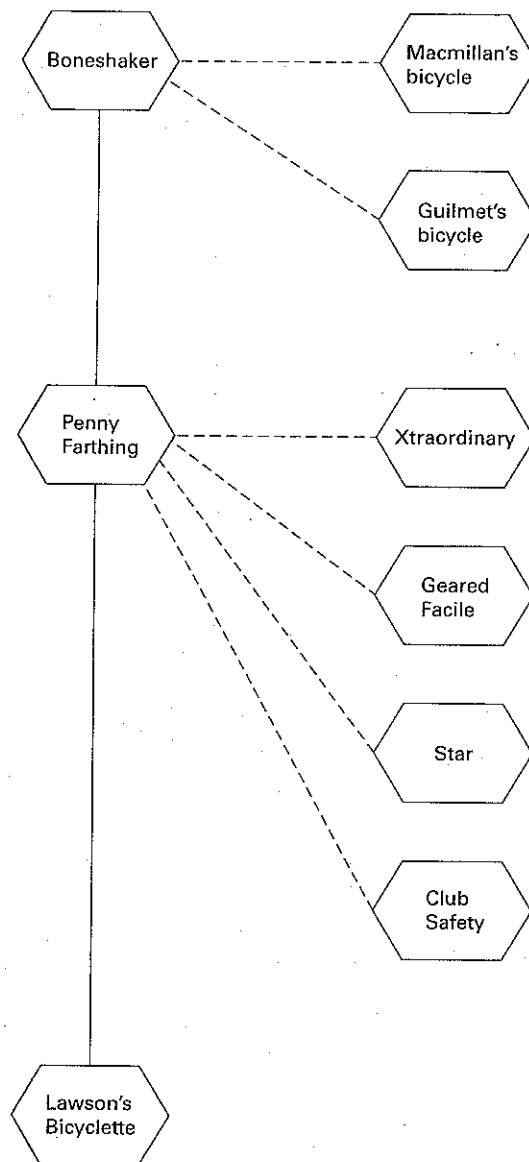 Boneshaker
Macmillan's
bicycle
Guilmet's
bicycle
Penny
Farthing
Xtraordinary
Geared
Facile
Star
Club
Safety
Lawson's
Bicyclette